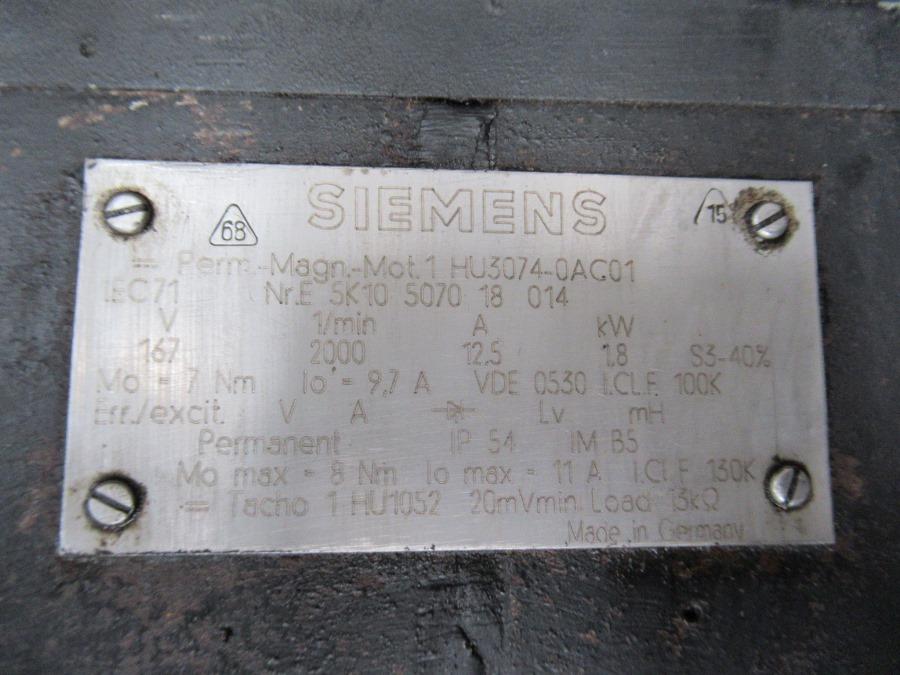 68 SIEMENS 15
Perm.-Magn.-Mot.1 HU3074-0AC01
IEC71 Nr.E 5K10 5070 18 014
V 1/min A kW
167 2000 12,5 1,8 S3-40%
Mo = 7 Nm Io = 9,7 A VDE 0530 I.CL.F. 100K
Err./excit. V A Lv mH
Permanent IP 54 IM B5
Mo max = 8 Nm Io max = 11 A I.Cl F 130K
= Tacho 1 HU1052 20mVmin Load 13kΩ
Made in Germany